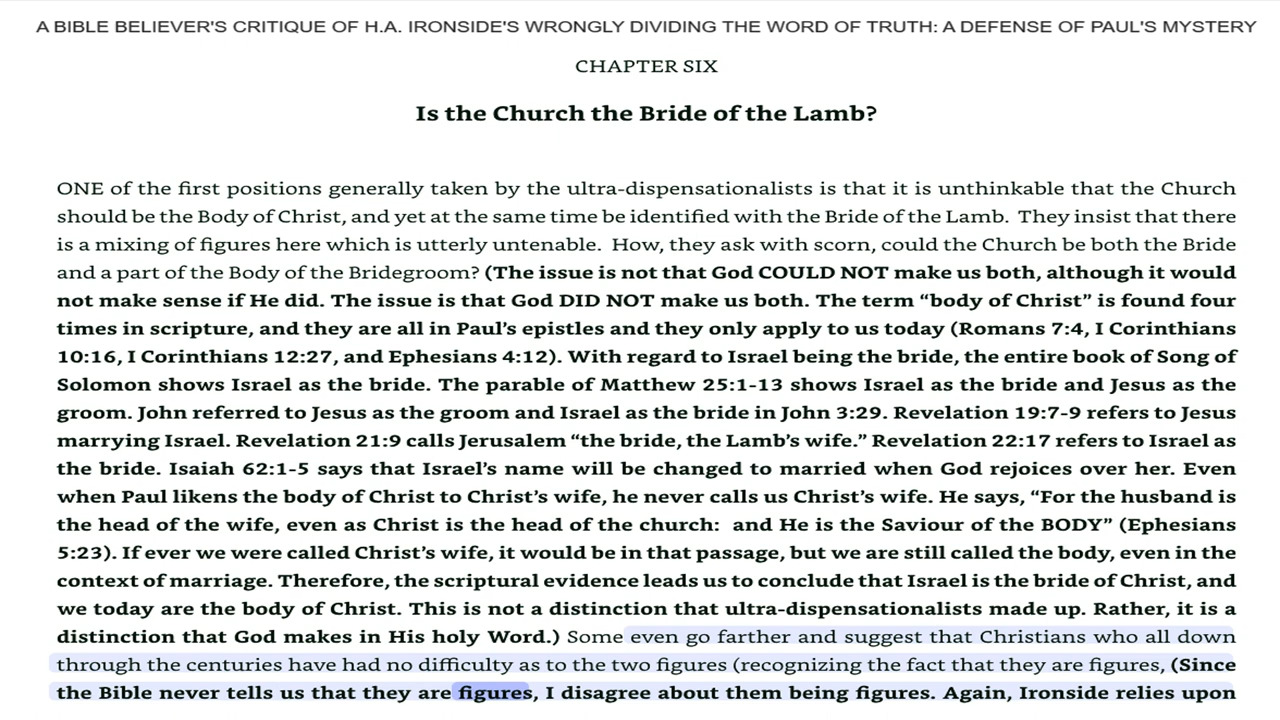 A BIBLE BELIEVER'S CRITIQUE OF H.A. IRONSIDE'S WRONGLY DIVIDING THE WORD OF TRUTH: A DEFENSE OF PAUL'S MYSTERY
CHAPTER SIX
Is the Church the Bride of the Lamb?
ONE of the first positions generally taken by the ultra-dispensationalists is that it is unthinkable that the Church
should be the Body of Christ, and yet at the same time be identified with the Bride of the Lamb.  They insist that there
is a mixing of figures here which is utterly untenable.  How, they ask with scorn, could the Church be both the Bride
and a part of the Body of the Bridegroom? (The issue is not that God COULD NOT make us both, although it would
not make sense if He did. The issue is that God DID NOT make us both. The term “body of Christ” is found four
times in scripture, and they are all in Paul’s epistles and they only apply to us today (Romans 7:4, I Corinthians
10:16, I Corinthians 12:27, and Ephesians 4:12). With regard to Israel being the bride, the entire book of Song of
Solomon shows Israel as the bride. The parable of Matthew 25:1-13 shows Israel as the bride and Jesus as the
groom. John referred to Jesus as the groom and Israel as the bride in John 3:29. Revelation 19:7-9 refers to Jesus
marrying Israel. Revelation 21:9 calls Jerusalem “the bride, the Lamb’s wife.” Revelation 22:17 refers to Israel as
the bride. Isaiah 62:1-5 says that Israel’s name will be changed to married when God rejoices over her. Even
when Paul likens the body of Christ to Christ’s wife, he never calls us Christ’s wife. He says, “For the husband is
the head of the wife, even as Christ is the head of the church:  and He is the Saviour of the BODY” (Ephesians
5:23). If ever we were called Christ’s wife, it would be in that passage, but we are still called the body, even in the
context of marriage. Therefore, the scriptural evidence leads us to conclude that Israel is the bride of Christ, and
we today are the body of Christ. This is not a distinction that ultra-dispensationalists made up. Rather, it is a
distinction that God makes in His holy Word.) Some even go farther and suggest that Christians who all down
through the centuries have had no difficulty as to the two figures (recognizing the fact that they are figures, (Since
the Bible never tells us that they are figures, I disagree about them being figures. Again, Ironside relies upon